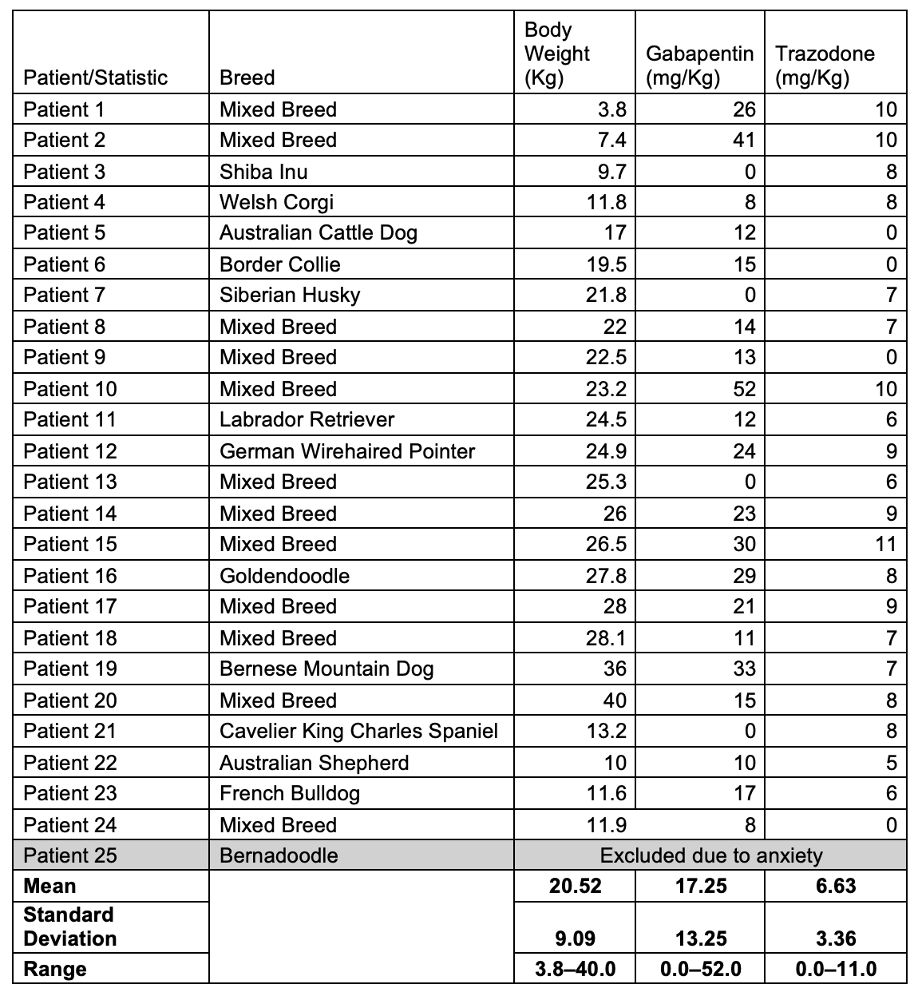 Patient/Statistic Breed Body Weight (Kg) Gabapentin (mg/Kg) Trazodone (mg/Kg)
Patient 1 Mixed Breed 3.8 26 10
Patient 2 Mixed Breed 7.4 41 10
Patient 3 Shiba Inu 9.7 0 8
Patient 4 Welsh Corgi 11.8 8 8
Patient 5 Australian Cattle Dog 17 12 0
Patient 6 Border Collie 19.5 15 0
Patient 7 Siberian Husky 21.8 0 7
Patient 8 Mixed Breed 22 14 7
Patient 9 Mixed Breed 22.5 13 0
Patient 10 Mixed Breed 23.2 52 10
Patient 11 Labrador Retriever 24.5 12 6
Patient 12 German Wirehaired Pointer 24.9 24 9
Patient 13 Mixed Breed 25.3 0 6
Patient 14 Mixed Breed 26 23 9
Patient 15 Mixed Breed 26.5 30 11
Patient 16 Goldendoodle 27.8 29 8
Patient 17 Mixed Breed 28 21 9
Patient 18 Mixed Breed 28.1 11 7
Patient 19 Bernese Mountain Dog 36 33 7
Patient 20 Mixed Breed 40 15 8
Patient 21 Cavelier King Charles Spaniel 13.2 0 8
Patient 22 Australian Shepherd 10 10 5
Patient 23 French Bulldog 11.6 17 6
Patient 24 Mixed Breed 11.9 8 0
Patient 25 Bernadoodle Excluded due to anxiety
Mean 20.52 17.25 6.63
Standard Deviation 9.09 13.25 3.36
Range 3.8–40.0 0.0–52.0 0.0–11.0